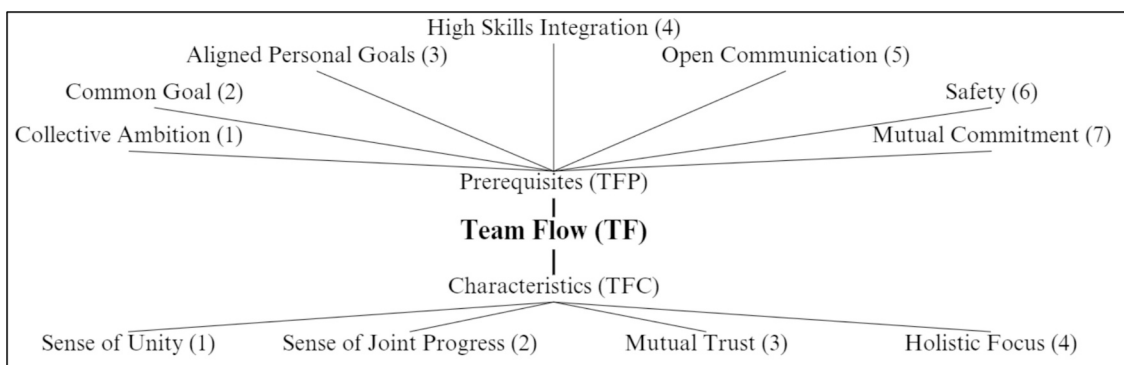 High Skills Integration (4)
Aligned Personal Goals (3)
Open Communication (5)
Common Goal (2)
Safety (6)
Collective Ambition (1)
Mutual Commitment (7)
Prerequisites (TFP)
Team Flow (TF)
Characteristics (TFC)
Sense of Unity (1)
Sense of Joint Progress (2)
Mutual Trust (3)
Holistic Focus (4)